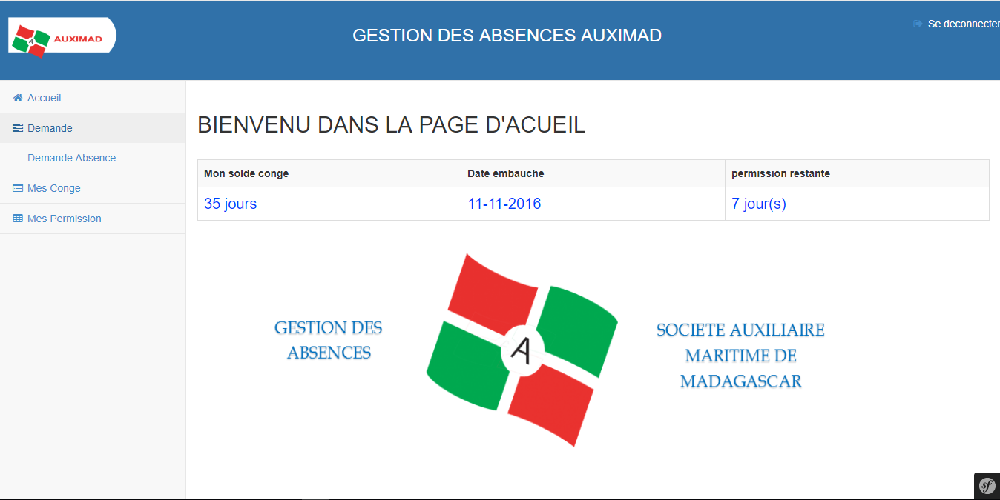 AUXIMAD
A
GESTION DES ABSENCES AUXIMAD
Se deconnecter
Accueil
Demande
Demande Absence
Mes Conge
Mes Permission
BIENVENU DANS LA PAGE D'ACUEIL
Mon solde conge Date embauche permission restante
35 jours 11-11-2016 7 jour(s)
GESTION DES
ABSENCES
A
SOCIETE AUXILIAIRE
MARITIME DE
MADAGASCAR
sf